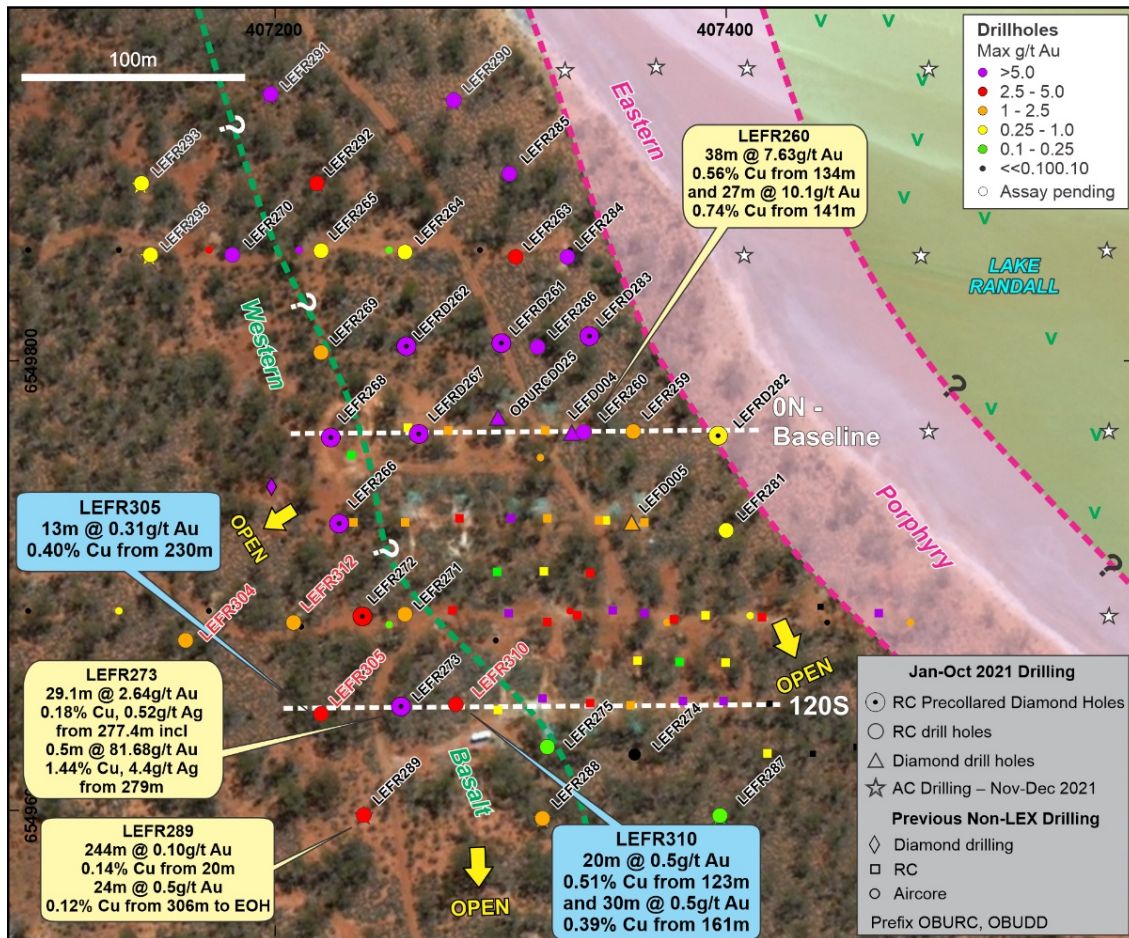 407200
407400
100m
Drillholes
Max g/t Au
>5.0
2.5 - 5.0
1 - 2.5
0.25 - 1.0
0.1 - 0.25
<<0.100.10
Assay pending
LEFR291
LEFR290
Eastern
LEFR293
LEFR292
LEFR285
LEFR260
38m @ 7.63g/t Au
0.56% Cu from 134m
and 27m @ 10.1g/t Au
0.74% Cu from 141m
?
V
V
V
V
V
V
V
LEFR295
LEFR270
LEFR265
LEFR264
LEFR263
LEFR284
LAKE
RANDALL
Western
?
LEFR269
LEFRD262
LEFRD261
LEFR286
LEFRD283
6549800
LEFR268
LEFRD267
OBURCD025
LEFD004
LEFR260
LEFR259
LEFRD282
0N -
Baseline
?
LEFR266
LEFD005
LEFR281
Porphyry
OPEN
?
?
LEFR305
13m @ 0.31g/t Au
0.40% Cu from 230m
LEFR304
LEFR312
LEFR272
LEFR271
OPEN
LEFR273
29.1m @ 2.64g/t Au
0.18% Cu, 0.52g/t Ag
from 277.4m incl
0.5m @ 81.68g/t Au
1.44% Cu, 4.4g/t Ag
from 279m
LEFR305
LEFR273
LEFR310
120S
LEFR275
LEFR274
Basalt
LEFR289
LEFR288
LEFR287
654960
LEFR289
244m @ 0.10g/t Au
0.14% Cu from 20m
24m @ 0.5g/t Au
0.12% Cu from 306m to EOH
OPEN
LEFR310
20m @ 0.5g/t Au
0.51% Cu from 123m
and 30m @ 0.5g/t Au
0.39% Cu from 161m
Jan-Oct 2021 Drilling
RC Precollared Diamond Holes
RC drill holes
Diamond drill holes
AC Drilling – Nov-Dec 2021
Previous Non-LEX Drilling
Diamond drilling
RC
Aircore
Prefix OBURC, OBUDD